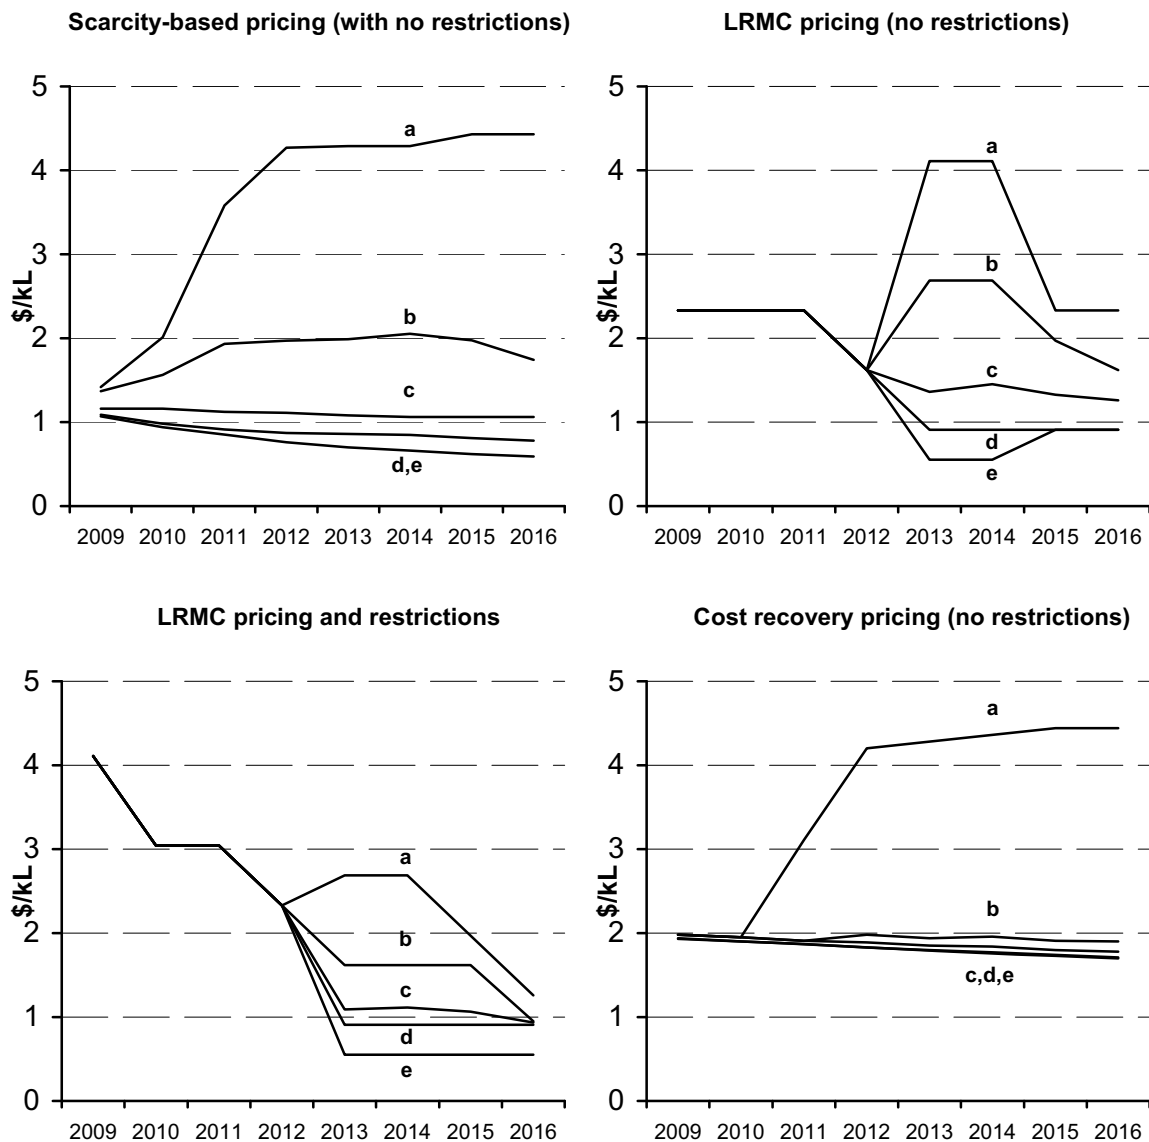 Scarcity-based pricing (with no restrictions)
LRMC pricing (no restrictions)
5
4
3
2
1
0
$/kL
a
b
c
d,e
2009 2010 2011 2012 2013 2014 2015 2016
5
4
3
2
1
0
$/kL
a
b
c
d
e
2009 2010 2011 2012 2013 2014 2015 2016
LRMC pricing and restrictions
Cost recovery pricing (no restrictions)
5
4
3
2
1
0
$/kL
a
b
c
d
e
2009 2010 2011 2012 2013 2014 2015 2016
5
4
3
2
1
0
$/kL
a
b
c,d,e
2009 2010 2011 2012 2013 2014 2015 2016